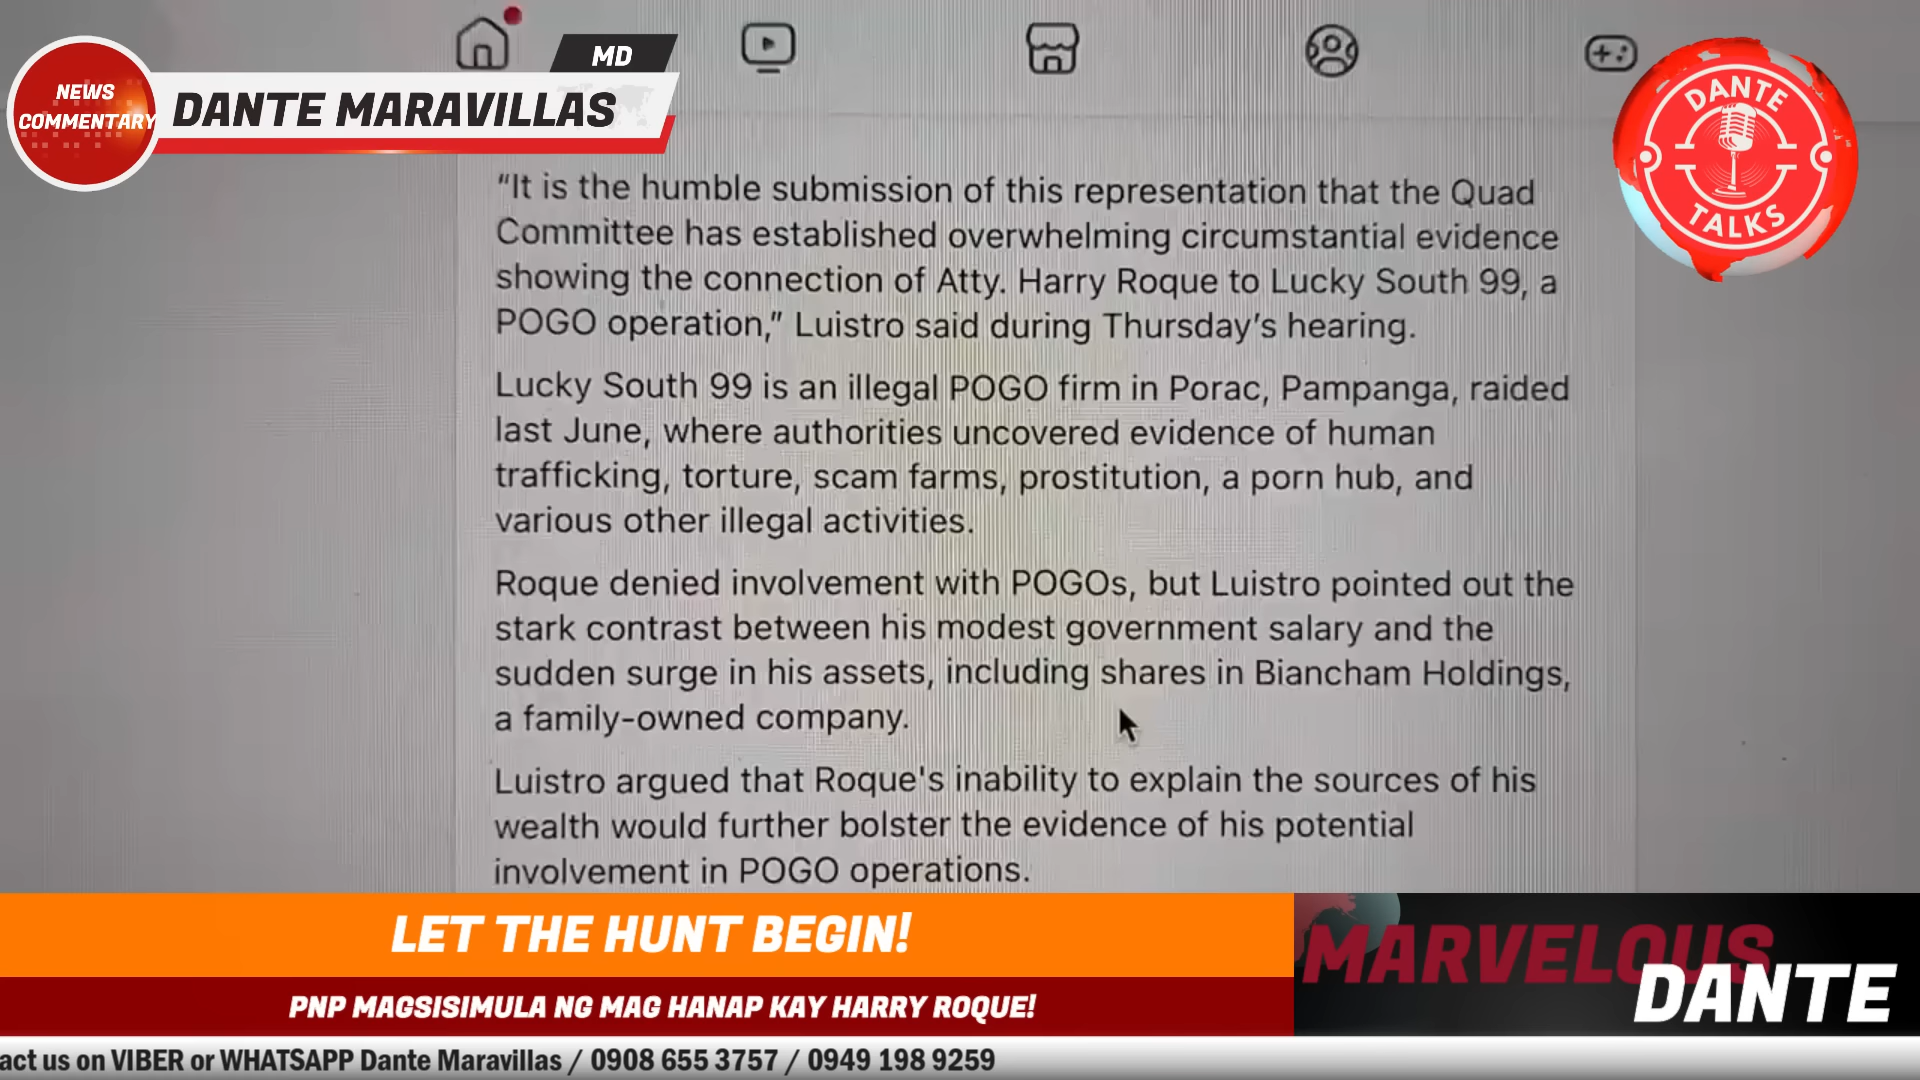 MD
NEWS
COMMENTARY
DANTE MARAVILLAS
DANTE
TALKS
“It is the humble submission of this representation that the Quad
Committee has established overwhelming circumstantial evidence
showing the connection of Atty. Harry Roque to Lucky South 99, a
POGO operation,” Luistro said during Thursday’s hearing.
Lucky South 99 is an illegal POGO firm in Porac, Pampanga, raided
last June, where authorities uncovered evidence of human
trafficking, torture, scam farms, prostitution, a porn hub, and
various other illegal activities.
Roque denied involvement with POGOs, but Luistro pointed out the
stark contrast between his modest government salary and the
sudden surge in his assets, including shares in Biancham Holdings,
a family-owned company.
Luistro argued that Roque's inability to explain the sources of his
wealth would further bolster the evidence of his potential
involvement in POGO operations.
LET THE HUNT BEGIN!
PNP MAGSISIMULA NG MAG HANAP KAY HARRY ROQUE!
MARVELOUS
DANTE
act us on VIBER or WHATSAPP Dante Maravillas / 0908 655 3757 / 0949 198 9259